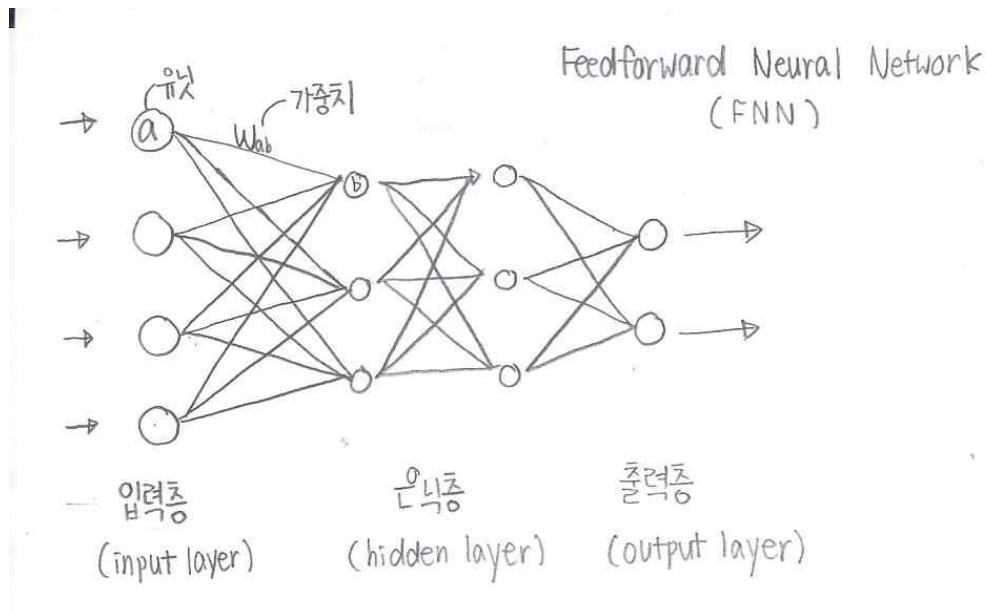 Feedforward Neural Network
(FNN)
유닛
가중치
a
Wab
b
입력층
은닉층
출력층
(input layer)
(hidden layer)
(output layer)